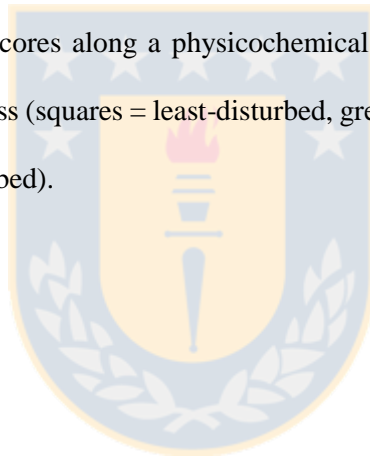 cores along a physicochemical
ss (squares = least-disturbed, gre
bed).